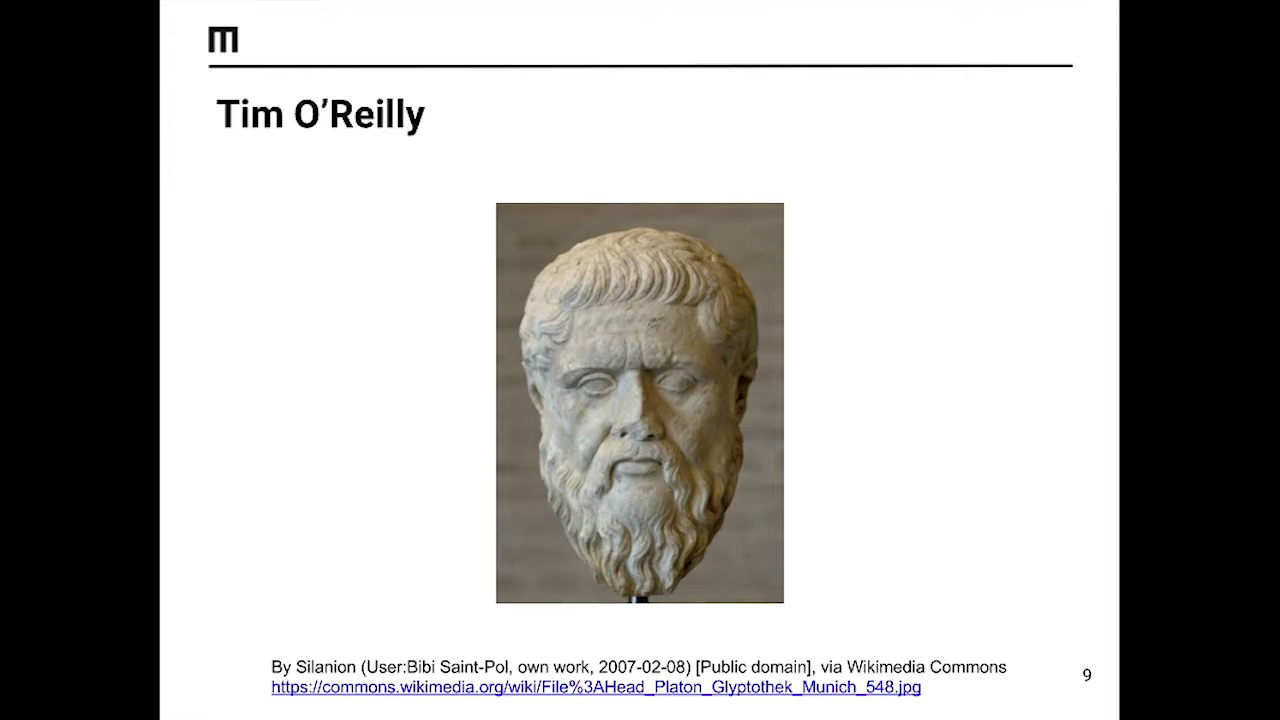 m
Tim O’Reilly
By Silanion (User:Bibi Saint-Pol, own work, 2007-02-08) [Public domain], via Wikimedia Commons
https://commons.wikimedia.org/wiki/File%3AHead_Platon_Glyptothek_Munich_548.jpg
9